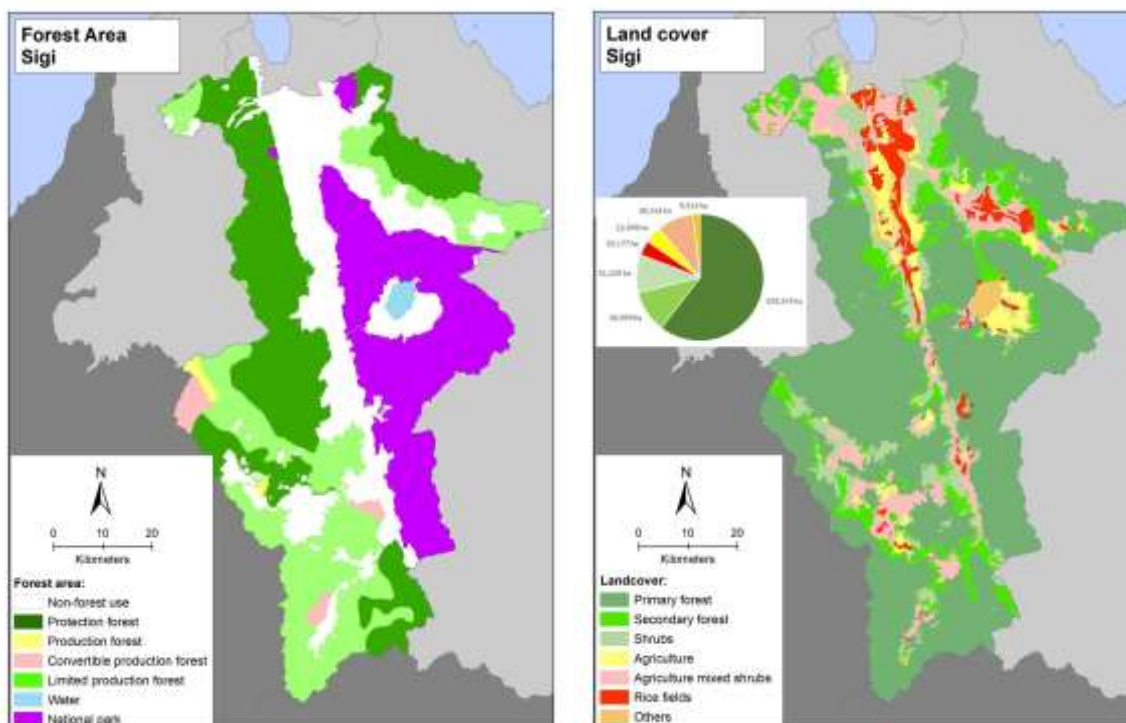 Forest Area
Sigi
N
0 10 20
Kilometers
Forest area:
Non-forest use
Protection forest
Production forest
Convertible production forest
Limited production forest
Water
National park
Land cover
Sigi
N
0 10 20
Kilometers
Landcover:
Primary forest
Secondary forest
Shrubs
Agriculture
Agriculture mixed shrubs
Rice fields
Others